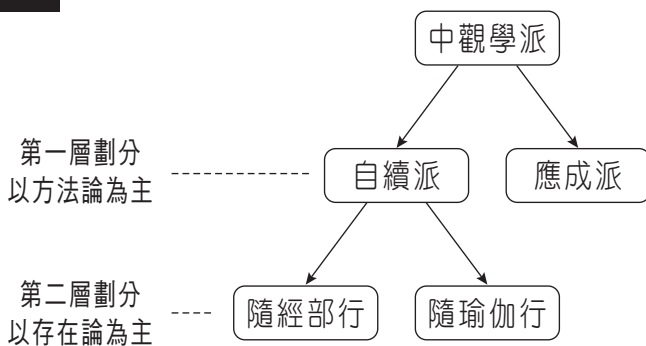 中觀學派
第一層劃分
以方法論為主
自續派
應成派
第二層劃分
以存在論為主
隨經部行
隨瑜伽行